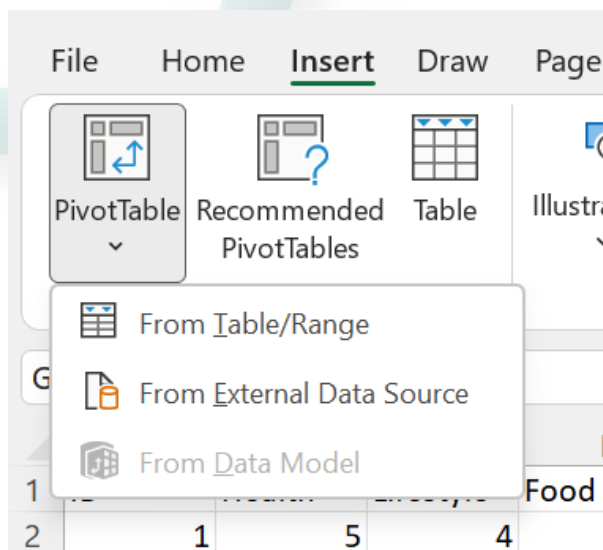 File Home Insert Draw Page
PivotTable Recommended PivotTables Table
From Table/Range
From External Data Source
From Data Model
G
1 Food
2 1 5 4